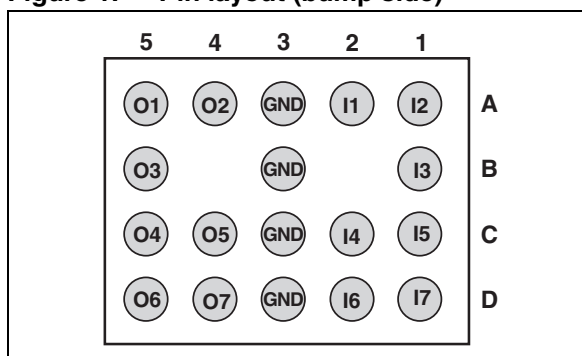 Figure 1. Pin layout (bump side)
5 4 3 2 1
O1 O2 GND I1 I2 A
O3 GND I3 B
O4 O5 GND I4 I5 C
O6 O7 GND I6 I7 D